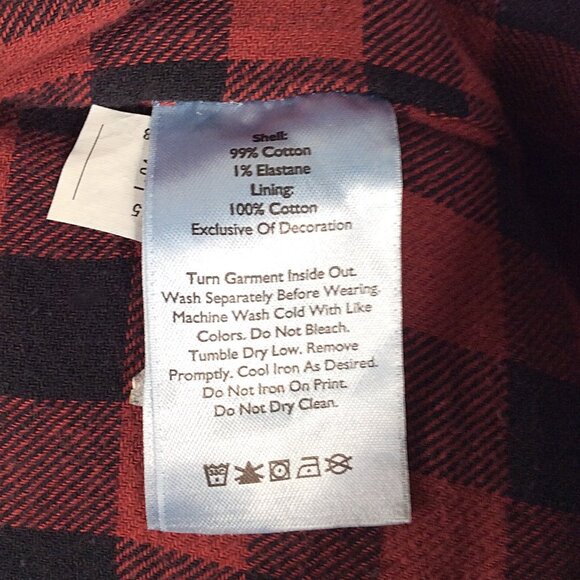 Shell:
99% Cotton
1% Elastane
Lining:
100% Cotton
Exclusive Of Decoration
Turn Garment Inside Out.
Wash Separately Before Wearing.
Machine Wash Cold With Like
Colors. Do Not Bleach.
Tumble Dry Low. Remove
Promptly. Cool Iron As Desired.
Do Not Iron On Print.
Do Not Dry Clean.